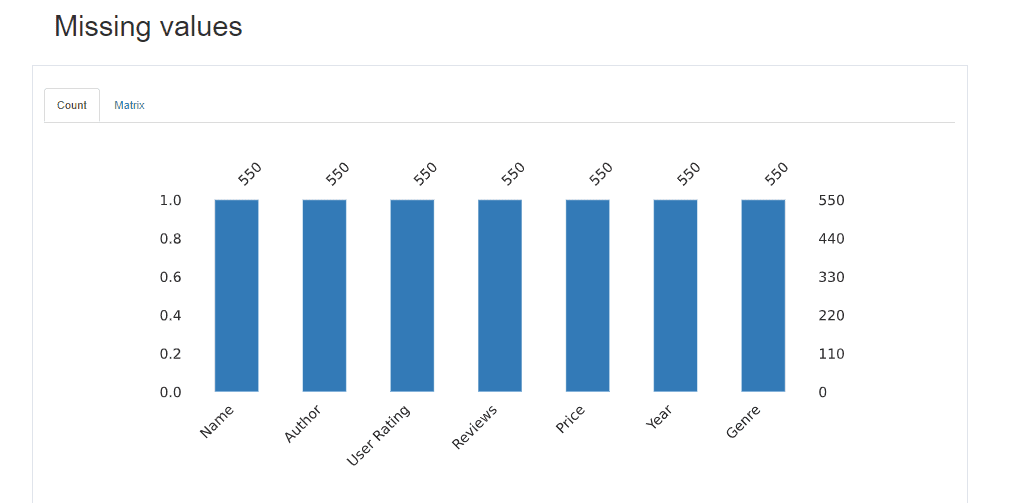 Missing values
Count Matrix
550 550 550 550 550 550 550
1.0 550
0.8 440
0.6 330
0.4 220
0.2 110
0.0 0
Name Author User Rating Reviews Price Year Genre